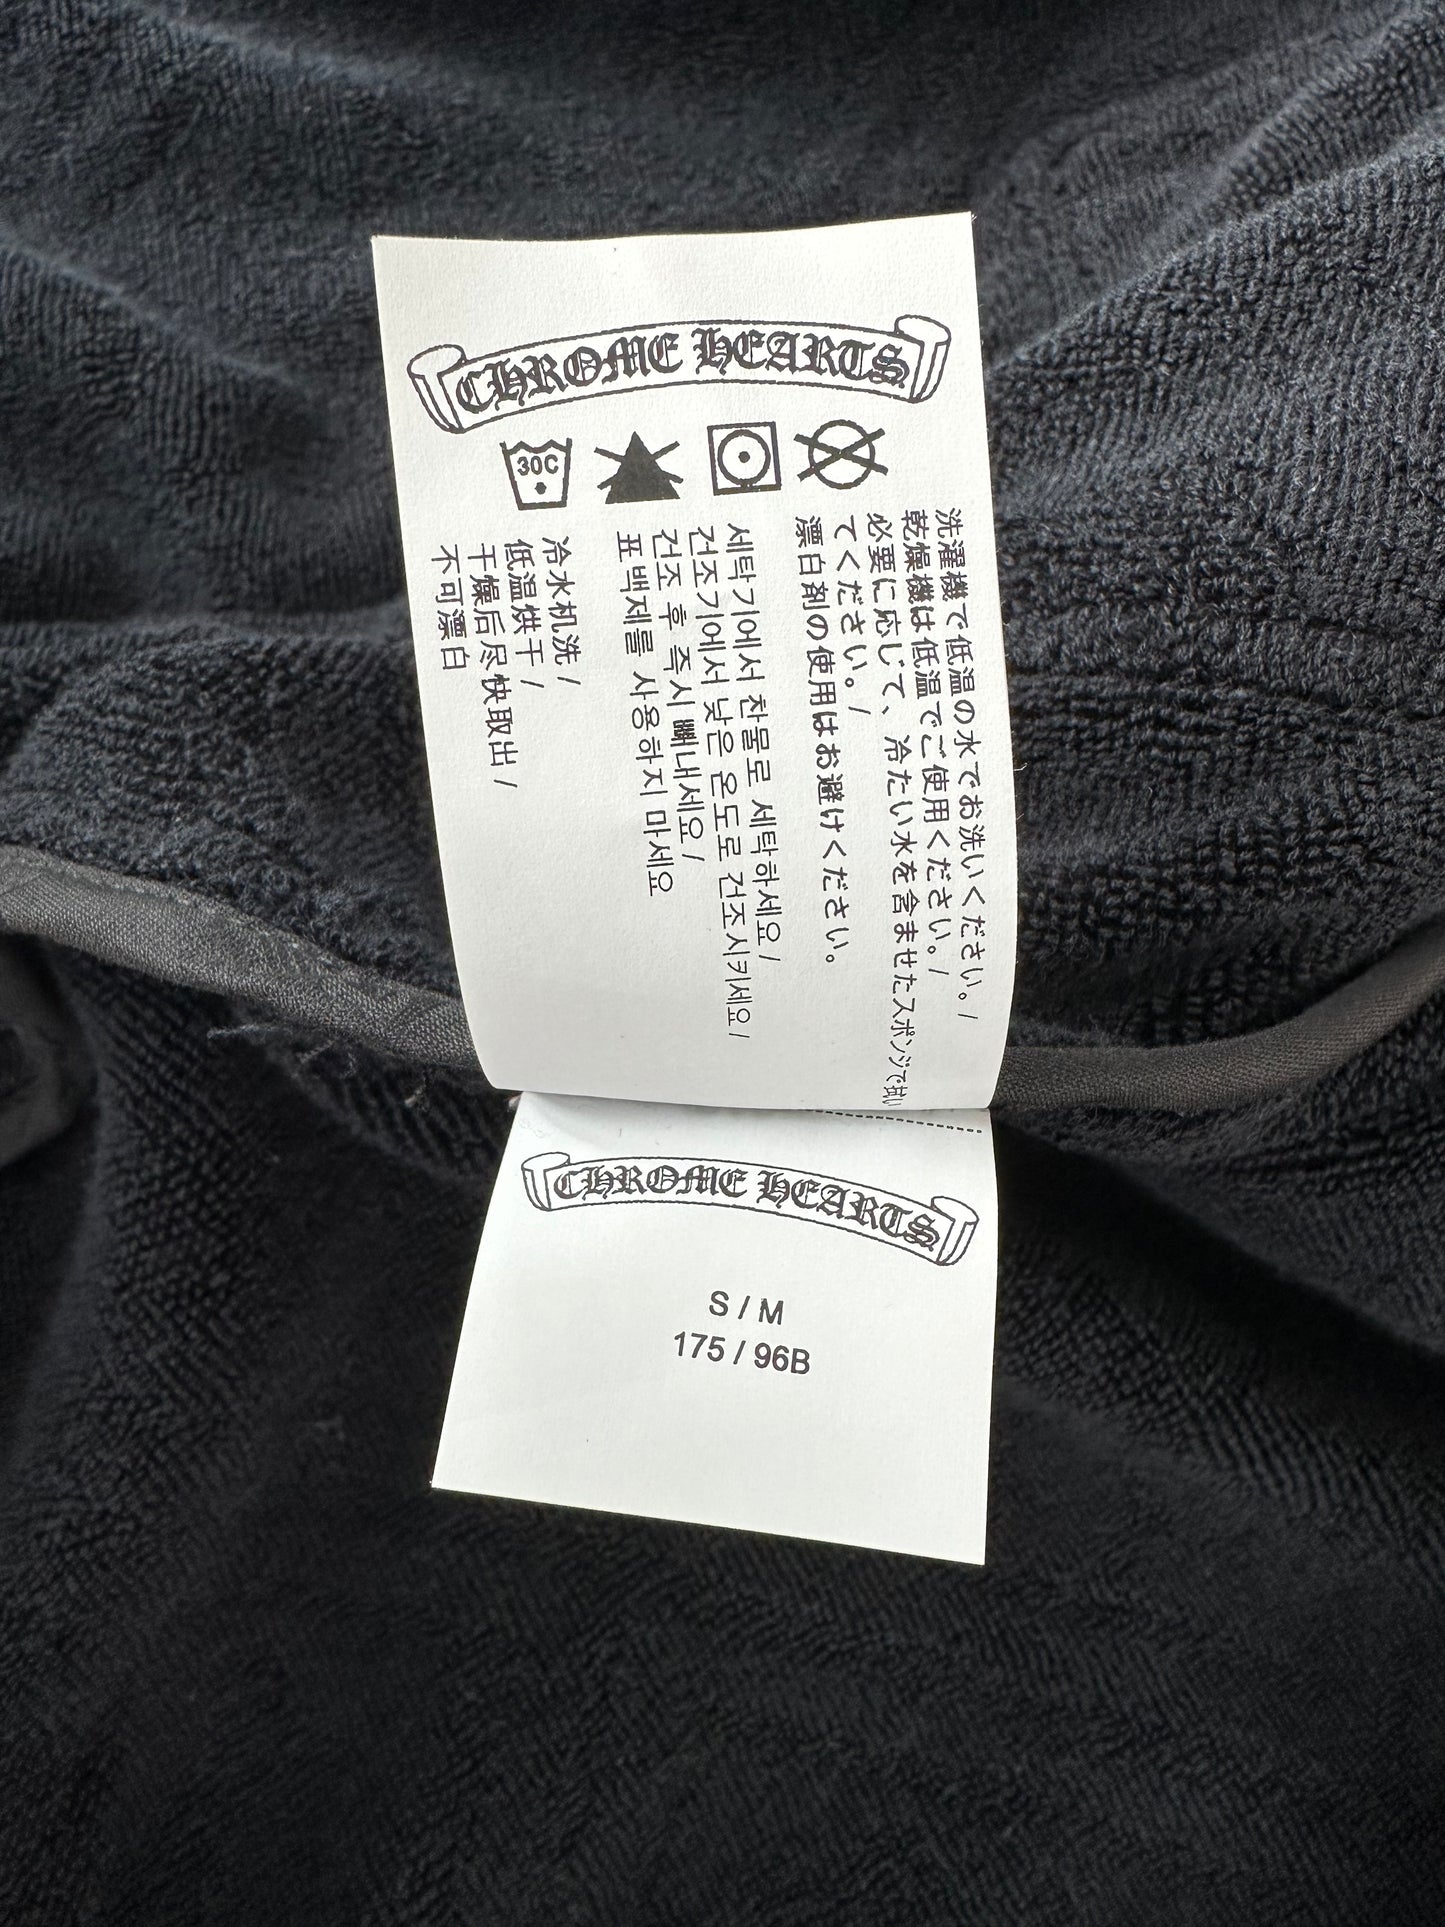 CHROME HEARTS
30C
洗濯機で低温の水でお洗いください。/
乾燥機は低温でご使用ください。/
必要に応じて、冷たい水を含ませたスポンジで拭い
てください。/
漂白剤の使用はお避けください。
세탁기에서 찬물로 세탁하세요 /
건조기에서 낮은 온도로 건조시키세요 /
건조 후 즉시 빼내세요 /
표백제를 사용하지 마세요
冷水机洗 /
低温烘干 /
干燥后尽快取出 /
不可漂白
CHROME HEARTS
S / M
175 / 96B